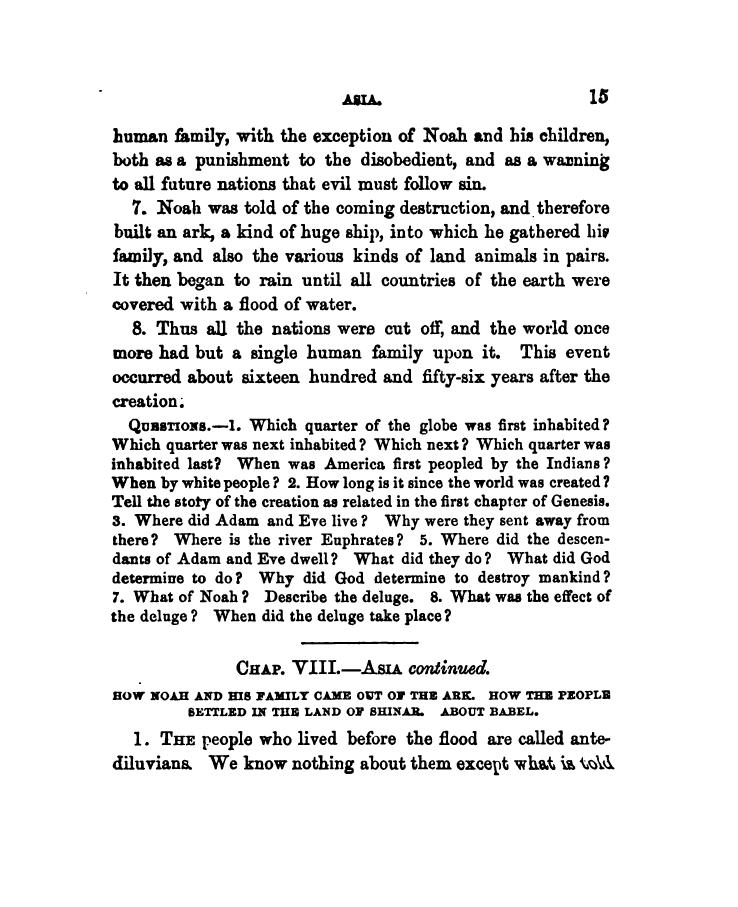 ASIA. 15
human family, with the exception of Noah and his children,
both as a punishment to the disobedient, and as a warning
to all future nations that evil must follow sin.
7. Noah was told of the coming destruction, and therefore
built an ark, a kind of huge ship, into which he gathered his
family, and also the various kinds of land animals in pairs.
It then began to rain until all countries of the earth were
covered with a flood of water.
8. Thus all the nations were cut off, and the world once
more had but a single human family upon it. This event
occurred about sixteen hundred and fifty-six years after the
creation.
QUESTIONS.—1. Which quarter of the globe was first inhabited?
Which quarter was next inhabited? Which next? Which quarter was
inhabited last? When was America first peopled by the Indians?
When by white people? 2. How long is it since the world was created?
Tell the story of the creation as related in the first chapter of Genesis.
3. Where did Adam and Eve live? Why were they sent away from
there? Where is the river Euphrates? 5. Where did the descen-
dants of Adam and Eve dwell? What did they do? What did God
determine to do? Why did God determine to destroy mankind?
7. What of Noah? Describe the deluge. 8. What was the effect of
the deluge? When did the deluge take place?
CHAP. VIII.—ASIA continued.
HOW NOAH AND HIS FAMILY CAME OUT OF THE ARK. HOW THE PEOPLE
SETTLED IN THE LAND OF SHINAR. ABOUT BABEL.
1. THE people who lived before the flood are called ante-
diluvians. We know nothing about them except what is told